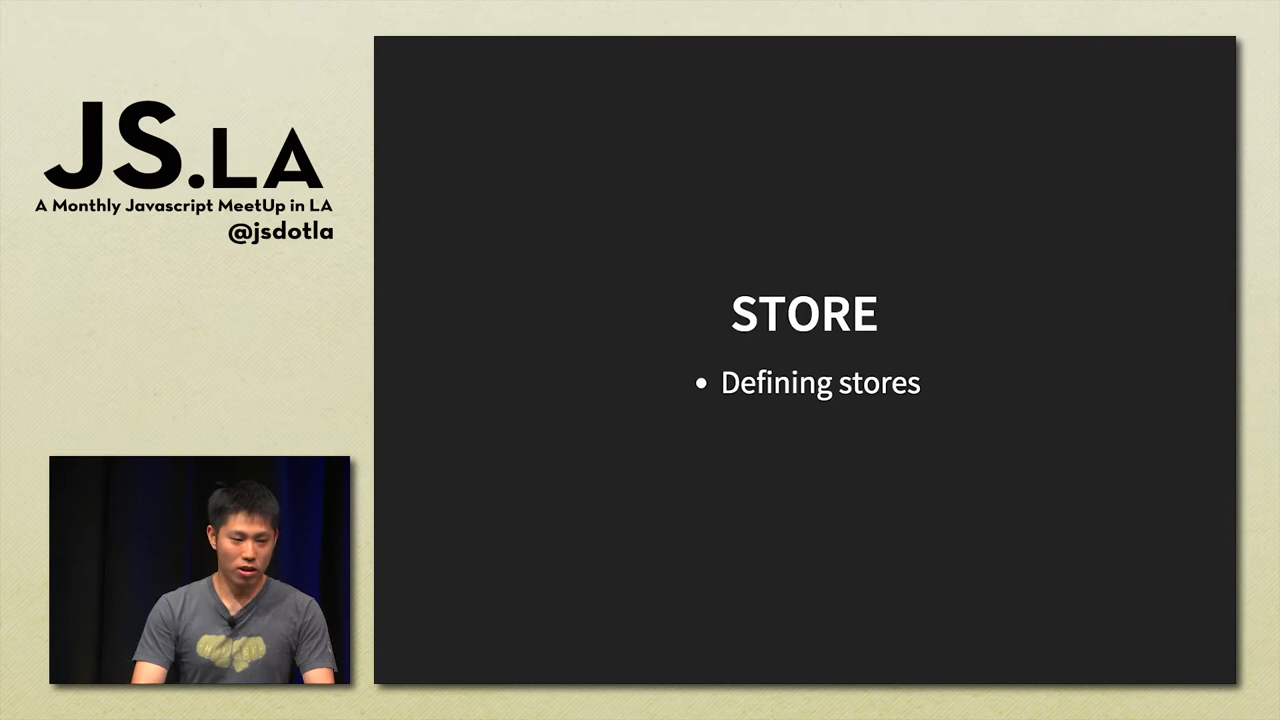 JS.LA
A Monthly Javascript MeetUp in LA
@jsdotla
STORE
• Defining stores